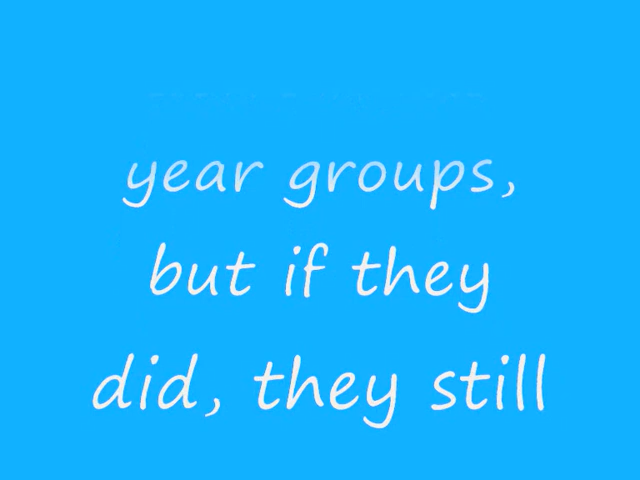 year groups,
but if they
did, they still